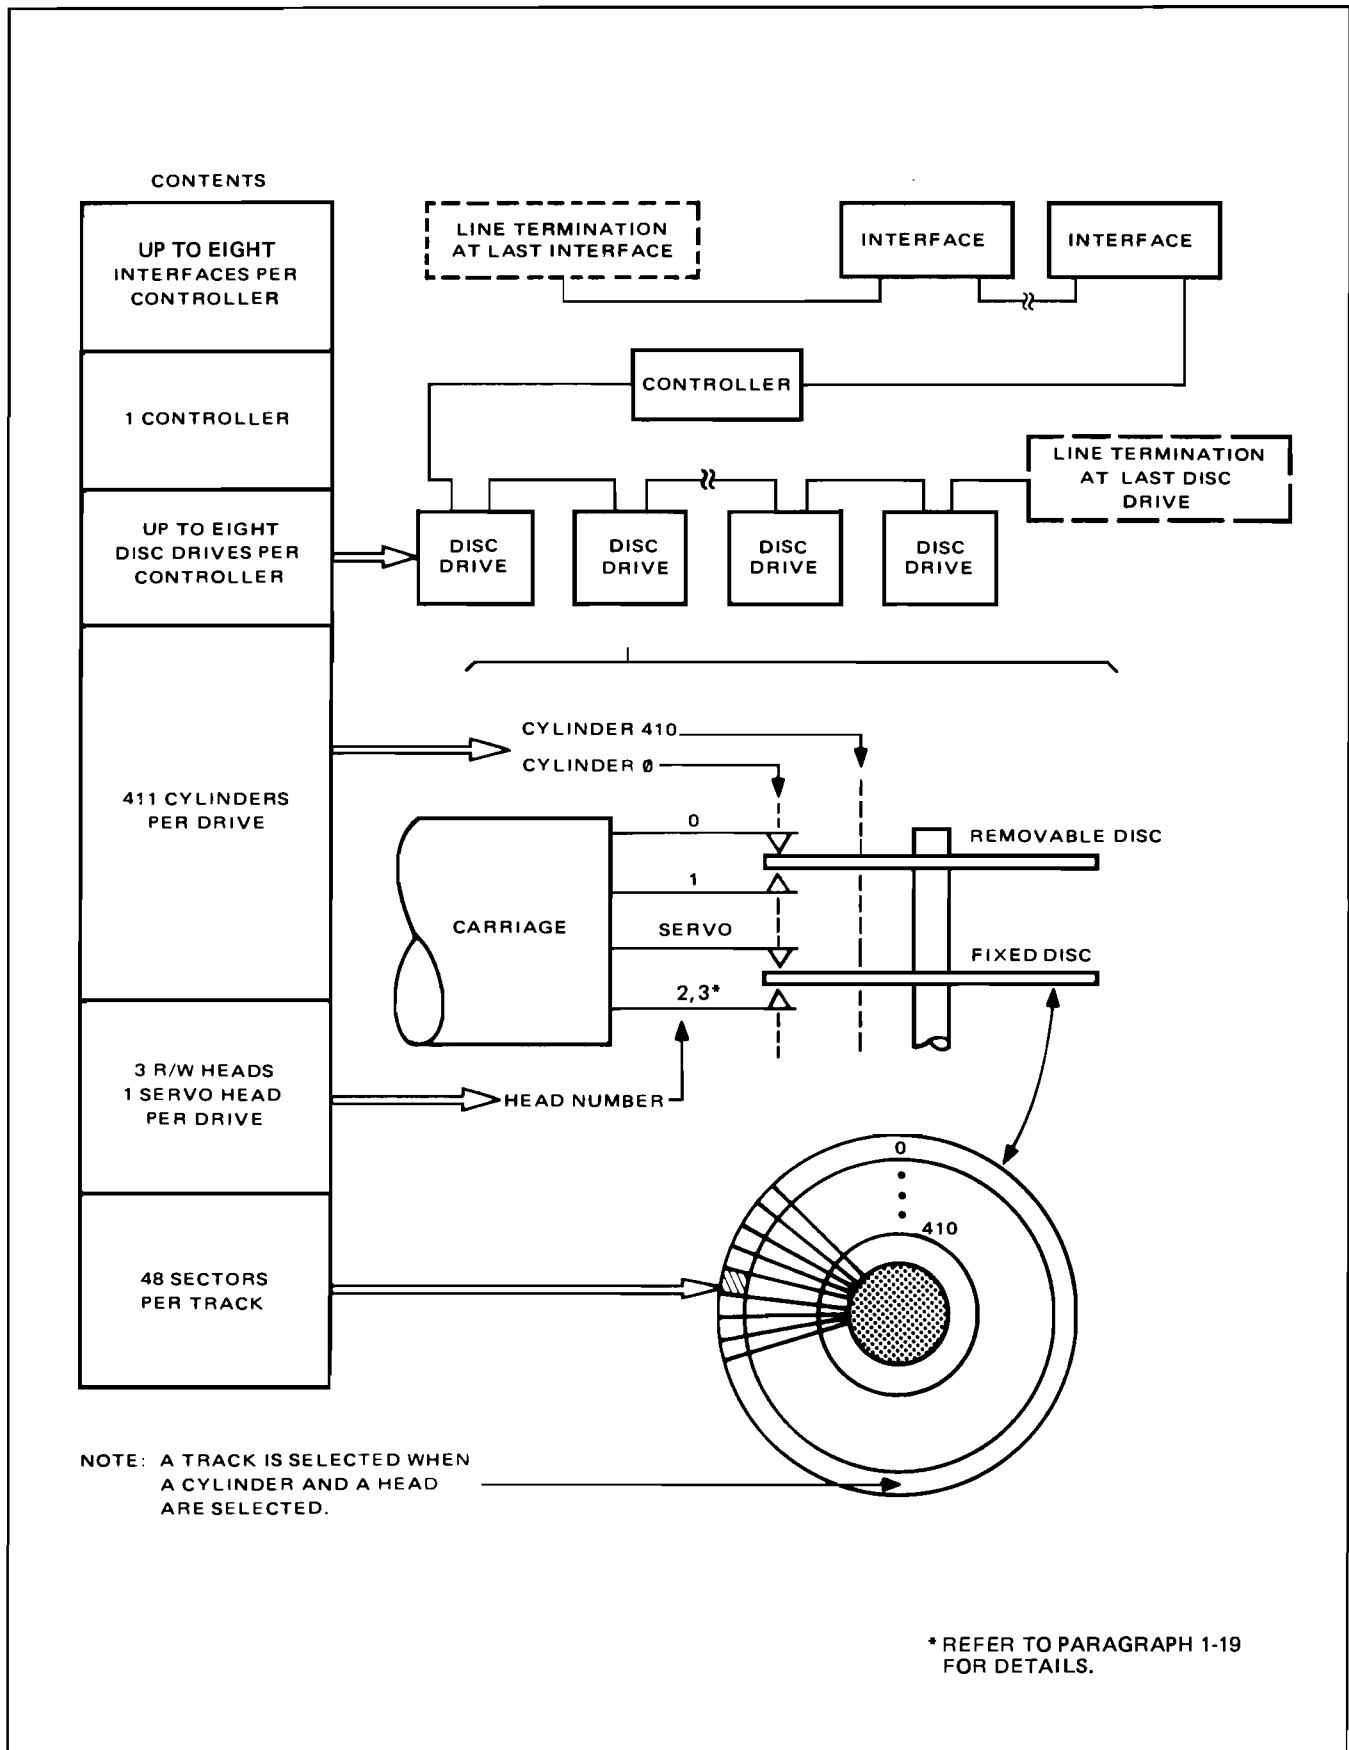 CONTENTS
UP TO EIGHT
INTERFACES PER
CONTROLLER
1 CONTROLLER
UP TO EIGHT
DISC DRIVES PER
CONTROLLER
411 CYLINDERS
PER DRIVE
3 R/W HEADS
1 SERVO HEAD
PER DRIVE
48 SECTORS
PER TRACK
LINE TERMINATION
AT LAST INTERFACE
INTERFACE
INTERFACE
CONTROLLER
LINE TERMINATION
AT LAST DISC
DRIVE
DISC
DRIVE
DISC
DRIVE
DISC
DRIVE
DISC
DRIVE
CYLINDER 410
CYLINDER Ø
0
1
SERVO
2,3*
CARRIAGE
REMOVABLE DISC
FIXED DISC
HEAD NUMBER
0
410
NOTE: A TRACK IS SELECTED WHEN
A CYLINDER AND A HEAD
ARE SELECTED.
* REFER TO PARAGRAPH 1-19
FOR DETAILS.